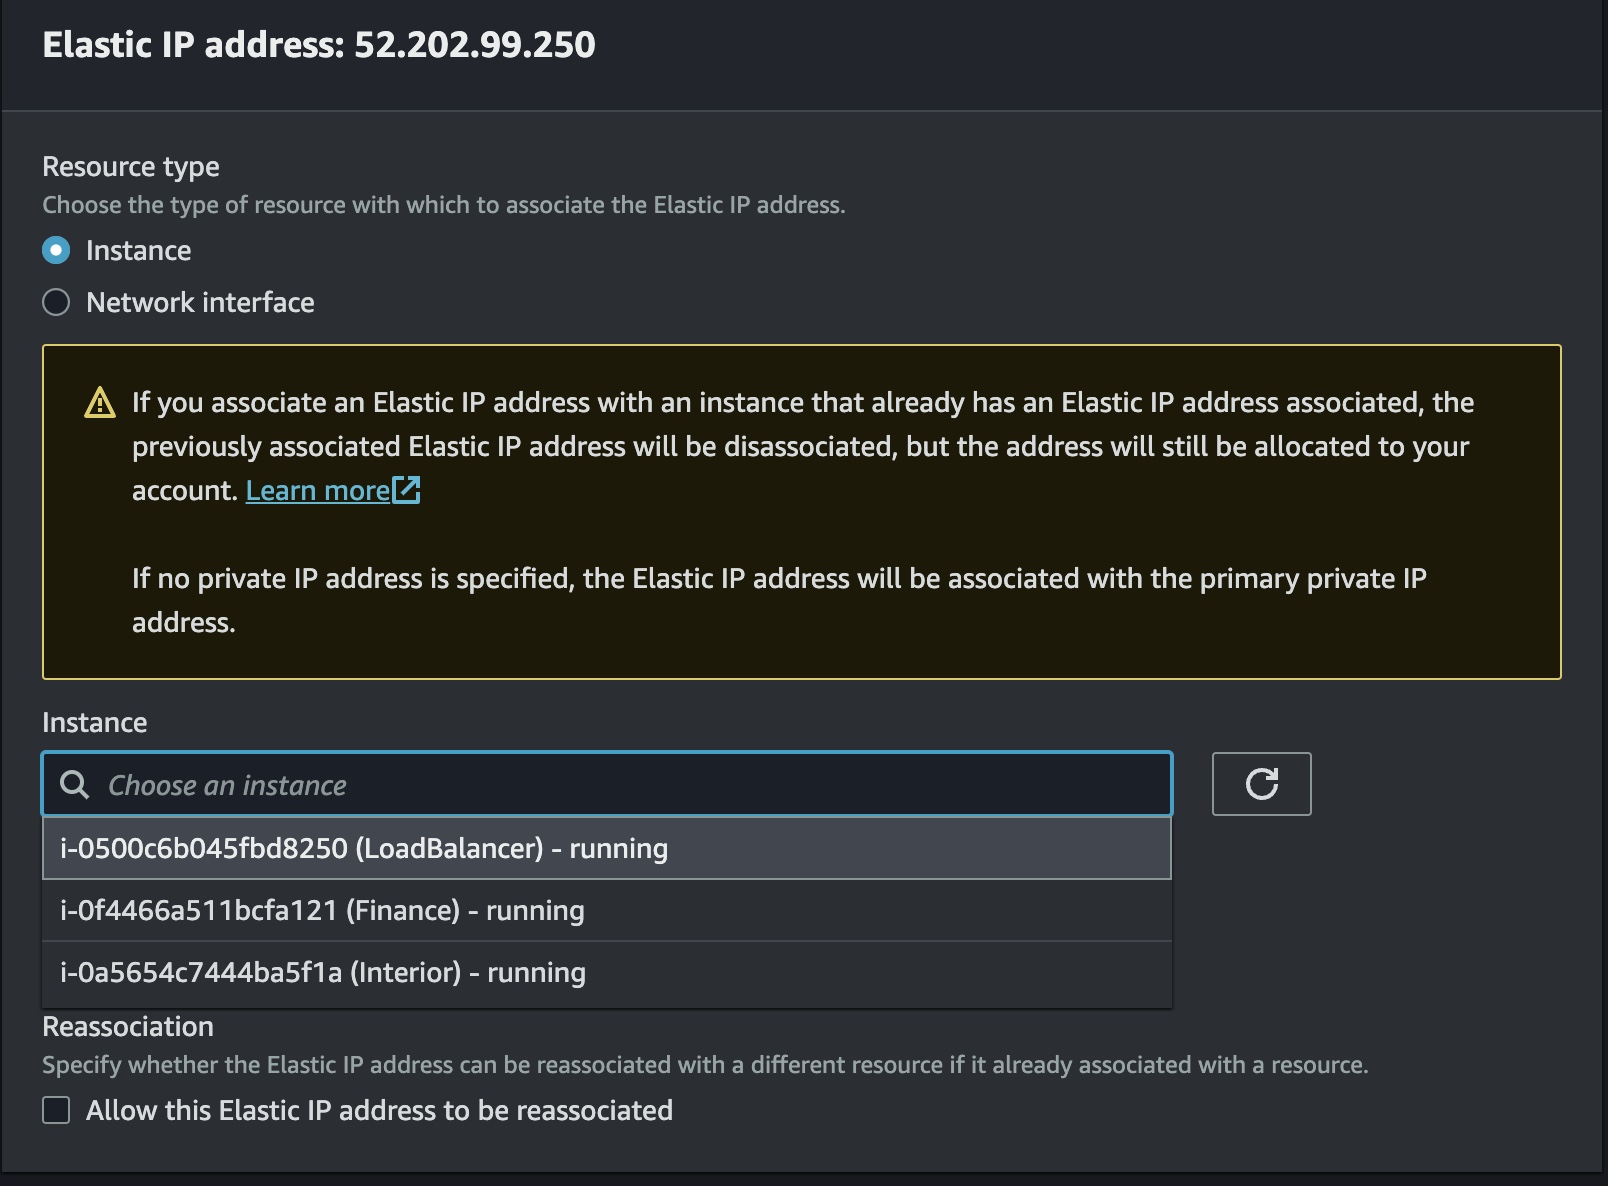 Elastic IP address: 52.202.99.250
Resource type
Choose the type of resource with which to associate the Elastic IP address.
Instance
Network interface
If you associate an Elastic IP address with an instance that already has an Elastic IP address associated, the
previously associated Elastic IP address will be disassociated, but the address will still be allocated to your
account. Learn more
If no private IP address is specified, the Elastic IP address will be associated with the primary private IP
address.
Instance
Choose an instance
i-0500c6b045fbd8250 (LoadBalancer) - running
i-0f4466a511bcfa121 (Finance) - running
i-0a5654c7444ba5f1a (Interior) - running
Reassociation
Specify whether the Elastic IP address can be reassociated with a different resource if it already associated with a resource.
Allow this Elastic IP address to be reassociated